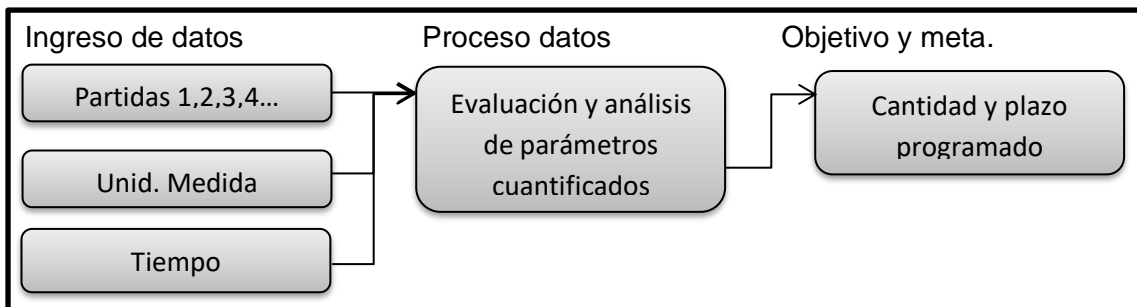 Ingreso de datos
Proceso datos
Objetivo y meta.
Partidas 1,2,3,4...
Unid. Medida
Tiempo
Evaluación y análisis
de parámetros
cuantificados
Cantidad y plazo
programado